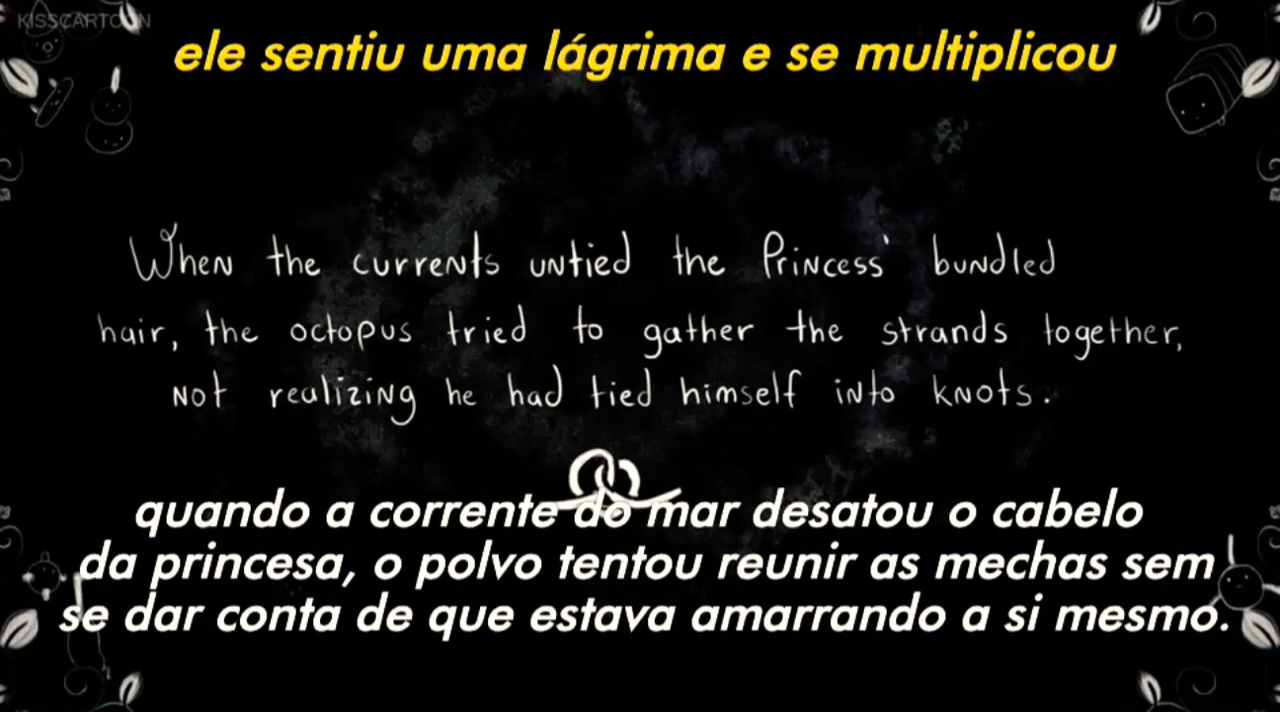 KISSCARTOON
ele sentiu uma lágrima e se multiplicou
When the currents untied the Princess' bundled
hair, the octopus tried to gather the strands together,
not realizing he had tied himself into knots.
quando a corrente do mar desatou o cabelo
da princesa, o polvo tentou reunir as mechas sem
se dar conta de que estava amarrando a si mesmo.